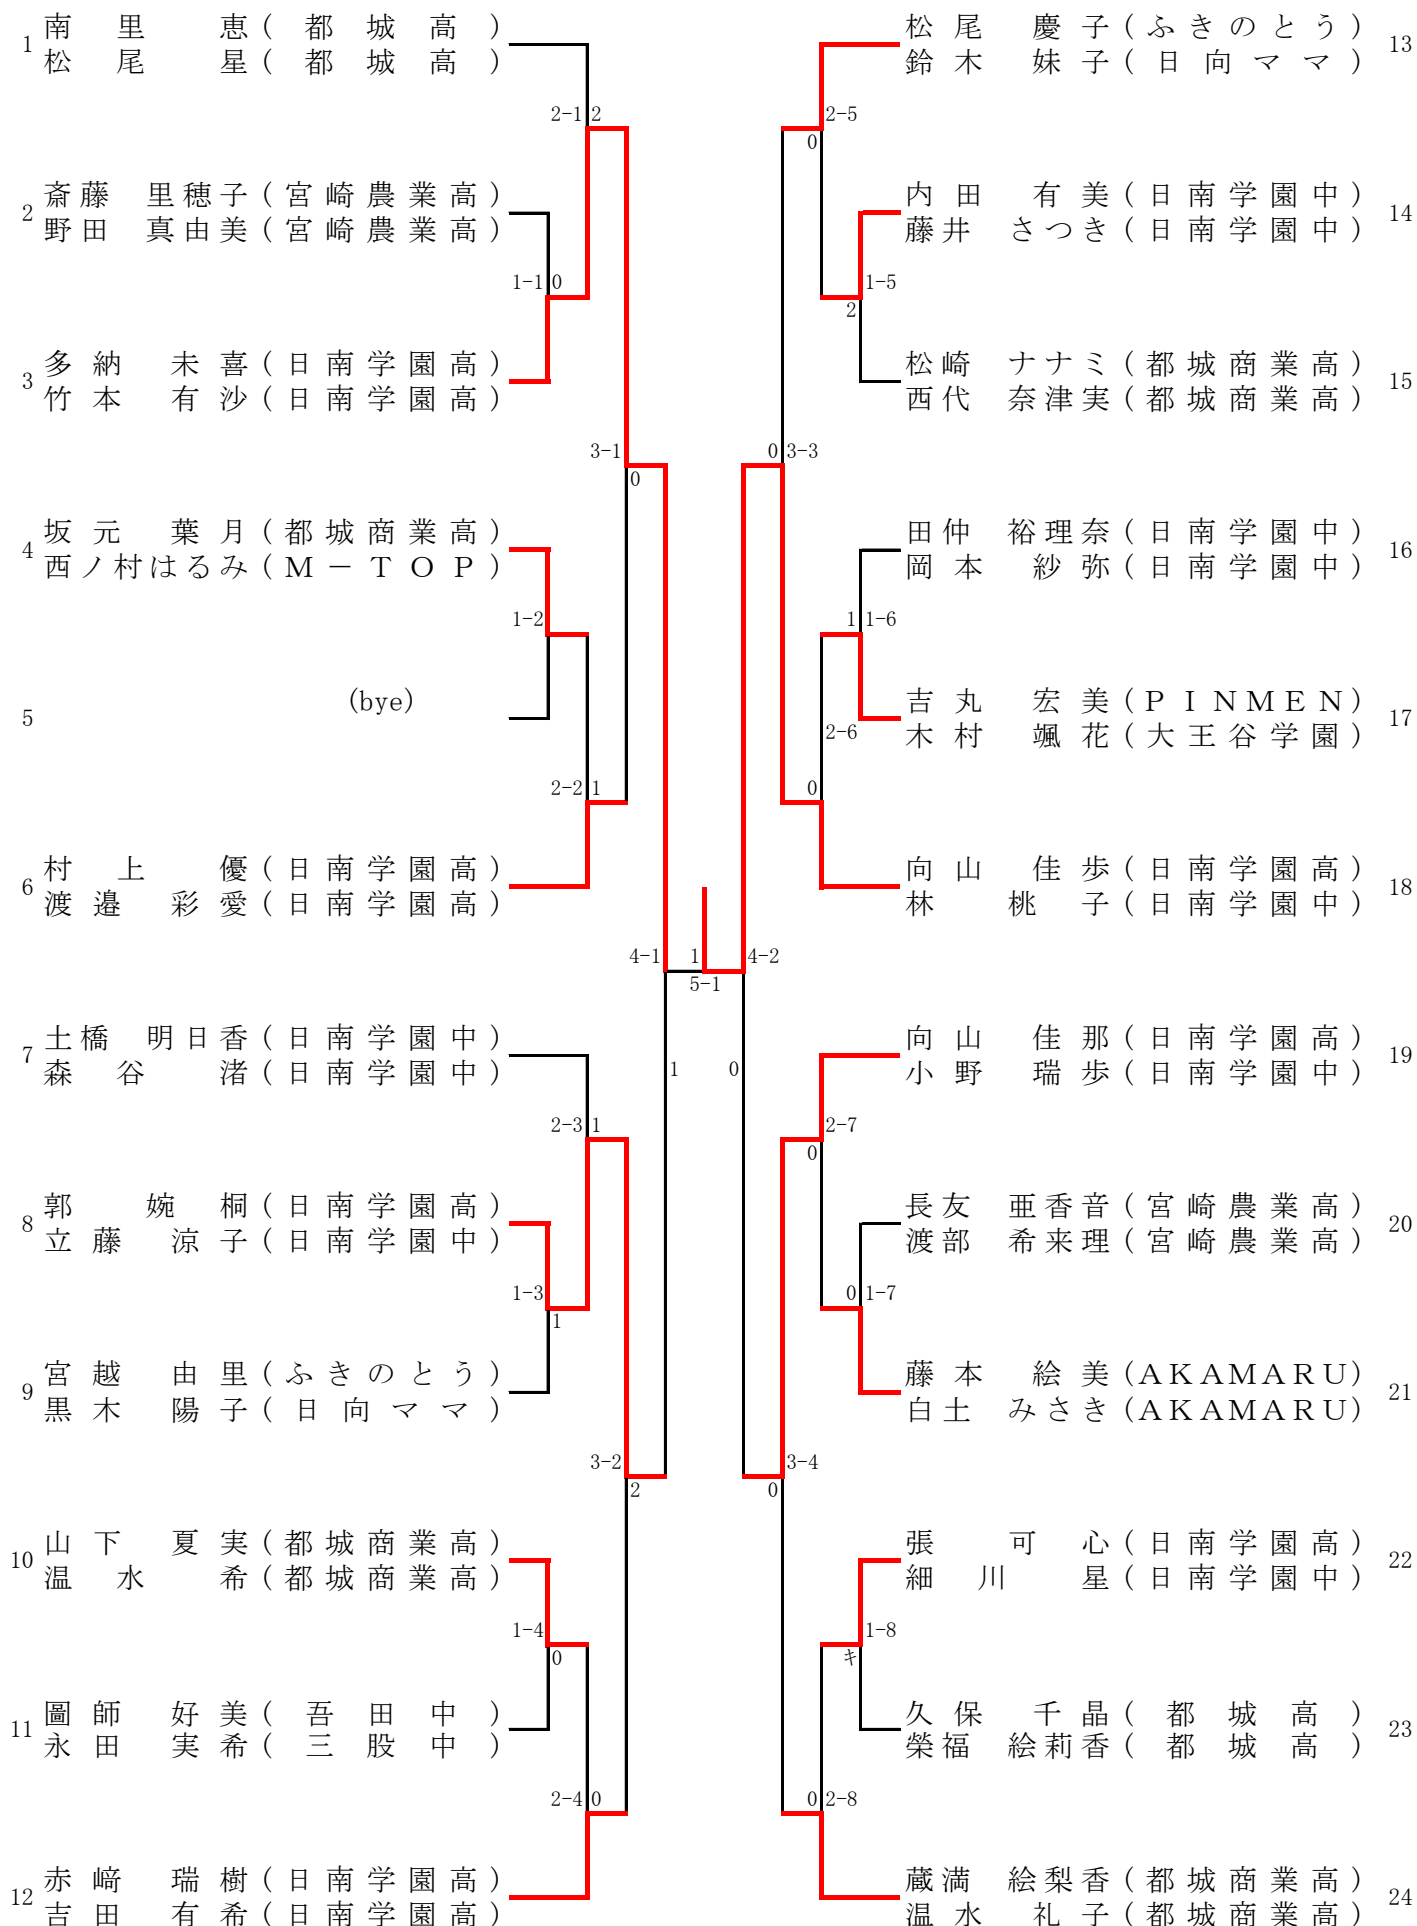 1 南里 恵(都城高)
松尾 星(都城高)
2-1 2
2 斎藤 里穂子(宮崎農業高)
野田 真由美(宮崎農業高)
1-1 0
3 多納 未喜(日南学園高)
竹本 有沙(日南学園高)
3-1
0
4 坂元 葉月(都城商業高)
西ノ村はるみ(M－TOP)
1-2
5 (bye)
2-2 1
6 村上 優(日南学園高)
渡邉 彩愛(日南学園高)
4-1 1 4-2
5-1
7 土橋 明日香(日南学園中)
森谷 渚(日南学園中)
1 0
2-3 1
8 郭 婉桐(日南学園高)
立藤 涼子(日南学園中)
1-3
1
9 宮越 由里(ふきのとう)
黒木 陽子(日向ママ)
3-2
2
10 山下 夏実(都城商業高)
温水 希(都城商業高)
1-4
0
11 圖師 好美(吾田中)
永田 実希(三股中)
2-4 0
12 赤﨑 瑞樹(日南学園高)
吉田 有希(日南学園高)
松尾 慶子(ふきのとう) 13
鈴木 妹子(日向ママ)
2-5
0
内田 有美(日南学園中) 14
藤井 さつき(日南学園中)
1-5
2
松崎 ナナミ(都城商業高) 15
西代 奈津実(都城商業高)
0 3-3
田仲 裕理奈(日南学園中) 16
岡本 紗弥(日南学園中)
1 1-6
吉丸 宏美(PINMEN) 17
木村 颯花(大王谷学園)
2-6
0
向山 佳歩(日南学園高) 18
林 桃子(日南学園中)
向山 佳那(日南学園高) 19
小野 瑞歩(日南学園中)
2-7
0
長友 亜香音(宮崎農業高) 20
渡部 希来理(宮崎農業高)
0 1-7
藤本 絵美(AKAMARU) 21
白土 みさき(AKAMARU)
3-4
0
張 可心(日南学園高) 22
細川 星(日南学園中)
1-8
キ
久保 千晶(都城高) 23
榮福 絵莉香(都城高)
0 2-8
蔵満 絵梨香(都城商業高) 24
温水 礼子(都城商業高)